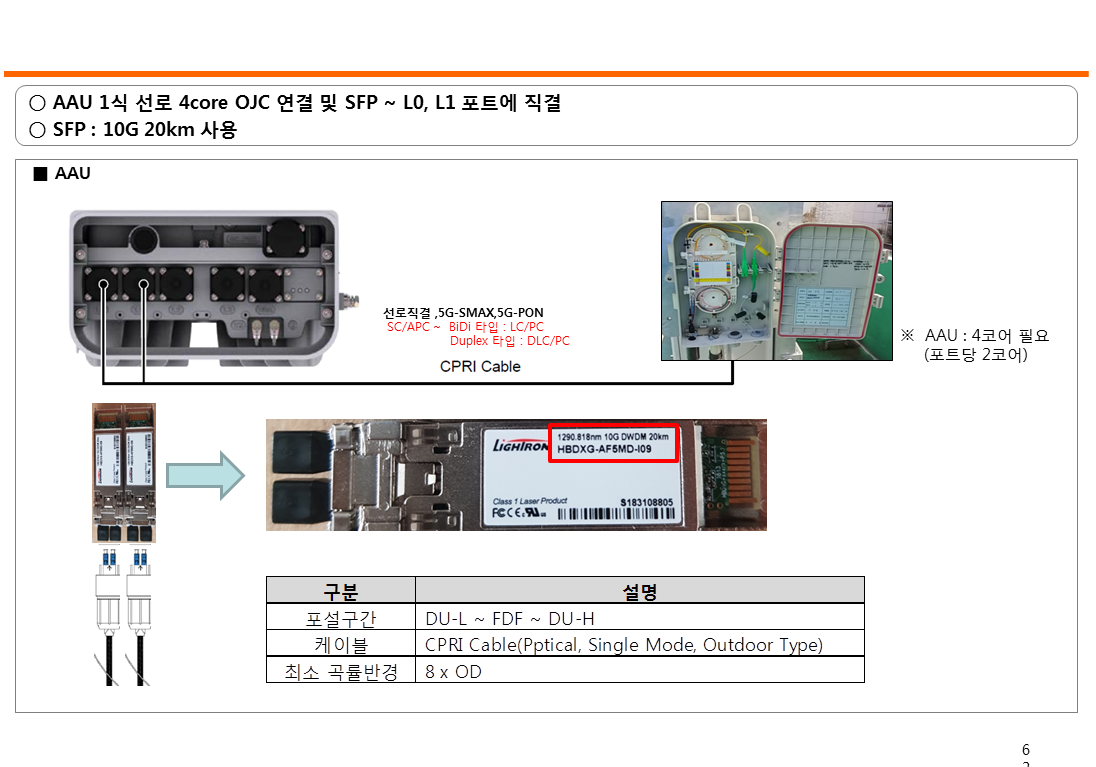 ○ AAU 1식 선로 4core OJC 연결 및 SFP ~ L0, L1 포트에 직결
○ SFP : 10G 20km 사용
■ AAU
선로직결 ,5G-SMAX,5G-PON
SC/APC ~ BiDi 타입 : LC/PC
Duplex 타입 : DLC/PC
CPRI Cable
※ AAU : 4코어 필요
(포트당 2코어)
LIGHTRON
1290.818nm 10G DWDM 20km
HBDXG-AF5MD-I09
Class 1 Laser Product
S183108805
구분 설명
포설구간 DU-L ~ FDF ~ DU-H
케이블 CPRI Cable(Pptical, Single Mode, Outdoor Type)
최소 곡률반경 8 x OD
6